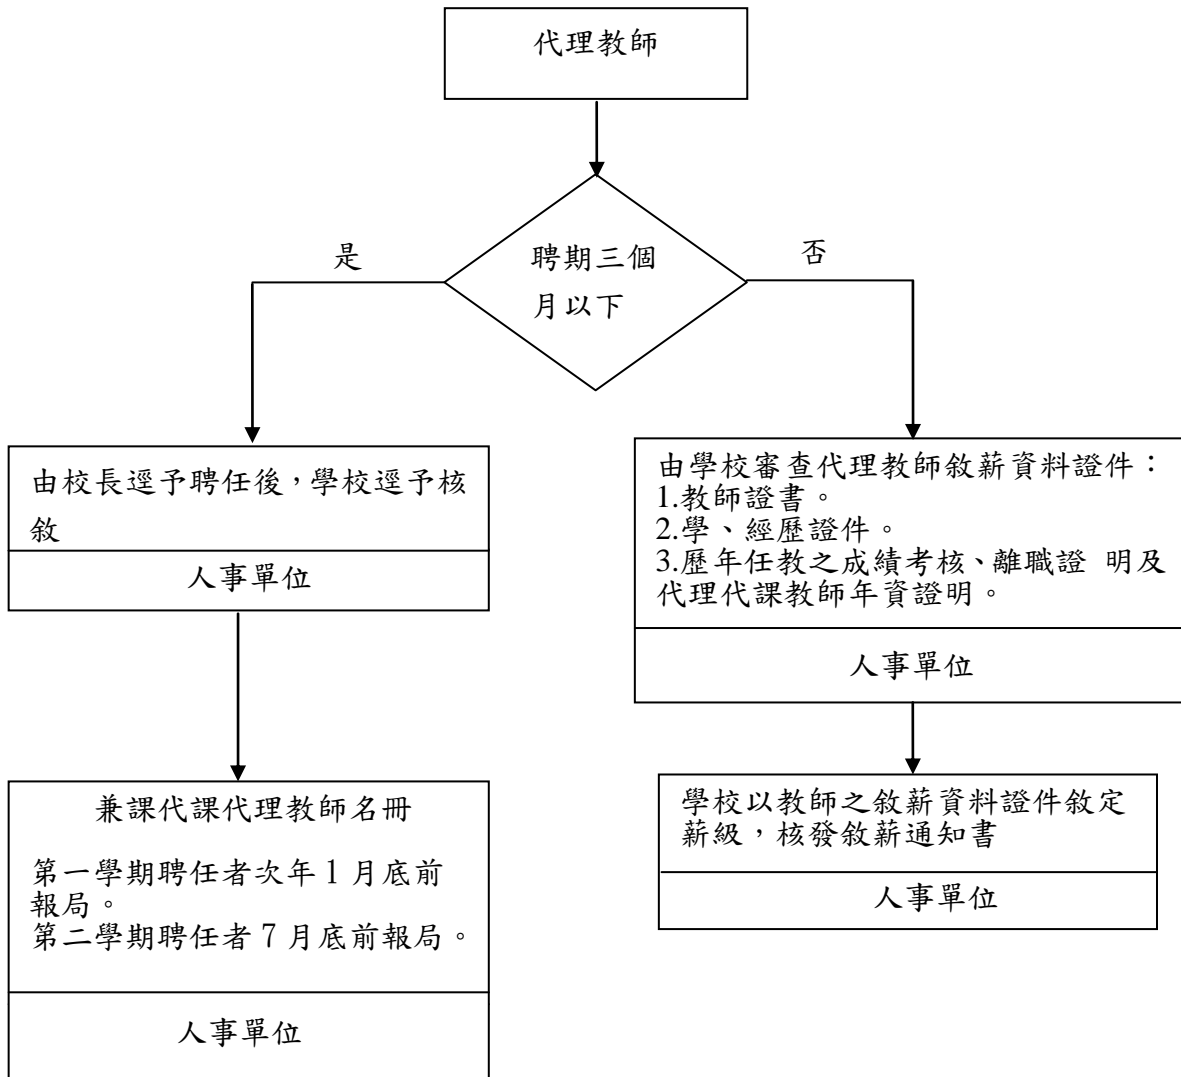 代理教師
聘期三個
月以下
是
否
由校長逕予聘任後，學校逕予核
敘
人事單位
兼課代課代理教師名冊
第一學期聘任者次年 1 月底前
報局。
第二學期聘任者 7 月底前報局。
人事單位
由學校審查代理教師敘薪資料證件：
1.教師證書。
2.學、經歷證件。
3.歷年任教之成績考核、離職證 明及
代理代課教師年資證明。
人事單位
學校以教師之敘薪資料證件敘定
薪級，核發敘薪通知書
人事單位